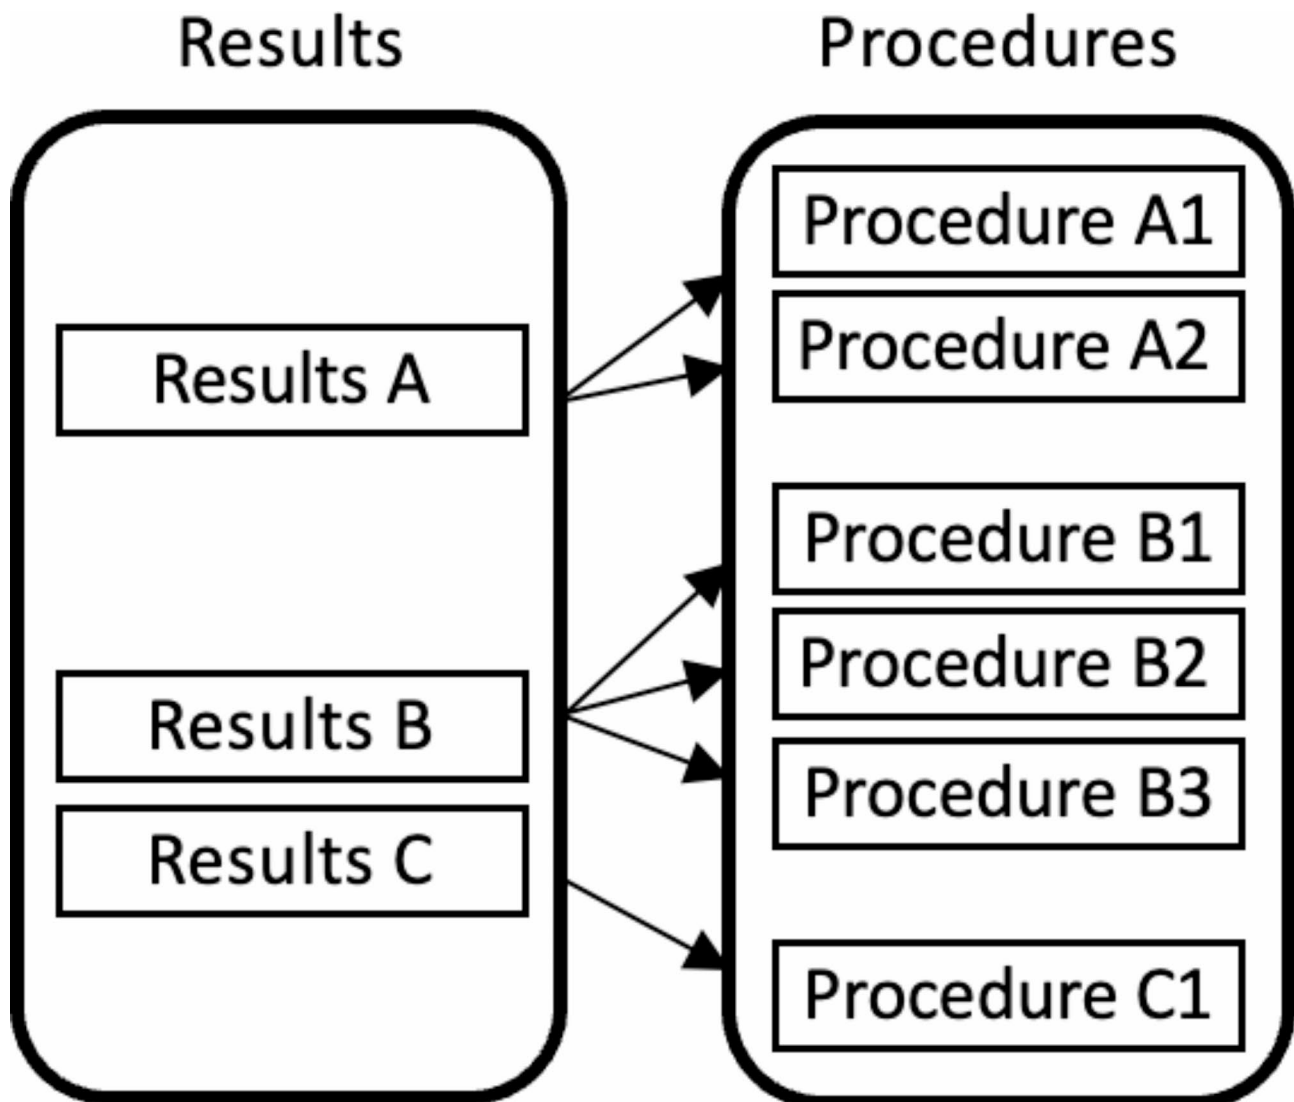 Results
Procedures
Results A
Results B
Results C
Procedure A1
Procedure A2
Procedure B1
Procedure B2
Procedure B3
Procedure C1